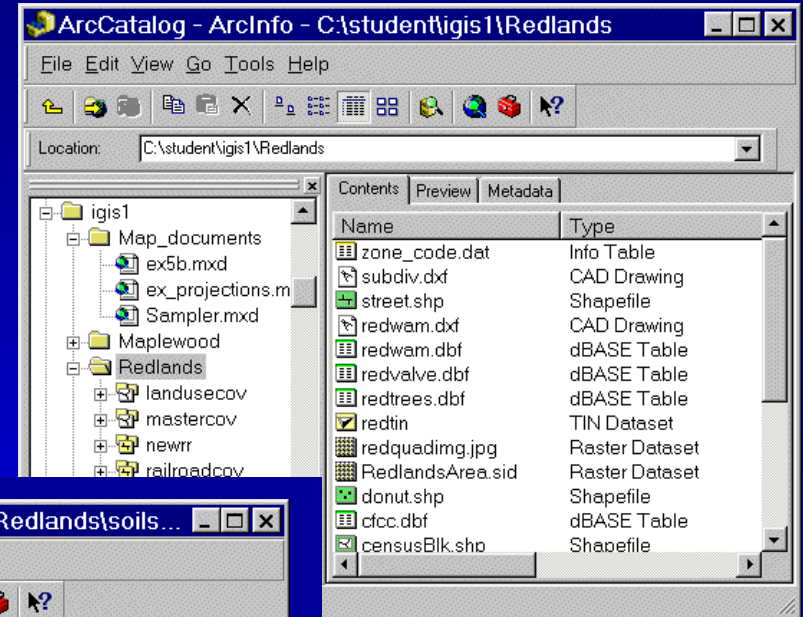 ArcCatalog - ArcInfo - C:\student\igis1\Redlands
File Edit View Go Tools Help
Location: C:\student\igis1\Redlands
Contents Preview Metadata
igis1
Map_documents
ex5b.mxd
ex_projections.m
Sampler.mxd
Maplewood
Redlands
landusecov
mastercov
newrr
railroadcov
Name Type
zone_code.dat Info Table
subdiv.dxf CAD Drawing
street.shp Shapefile
redwam.dxf CAD Drawing
redwam.dbf dBASE Table
redvalve.dbf dBASE Table
redtrees.dbf dBASE Table
redtin TIN Dataset
redquadimg.jpg Raster Dataset
RedlandsArea.sid Raster Dataset
donut.shp Shapefile
cfcc.dbf dBASE Table
censusBlk.shp Shapefile
Redlands\soils...